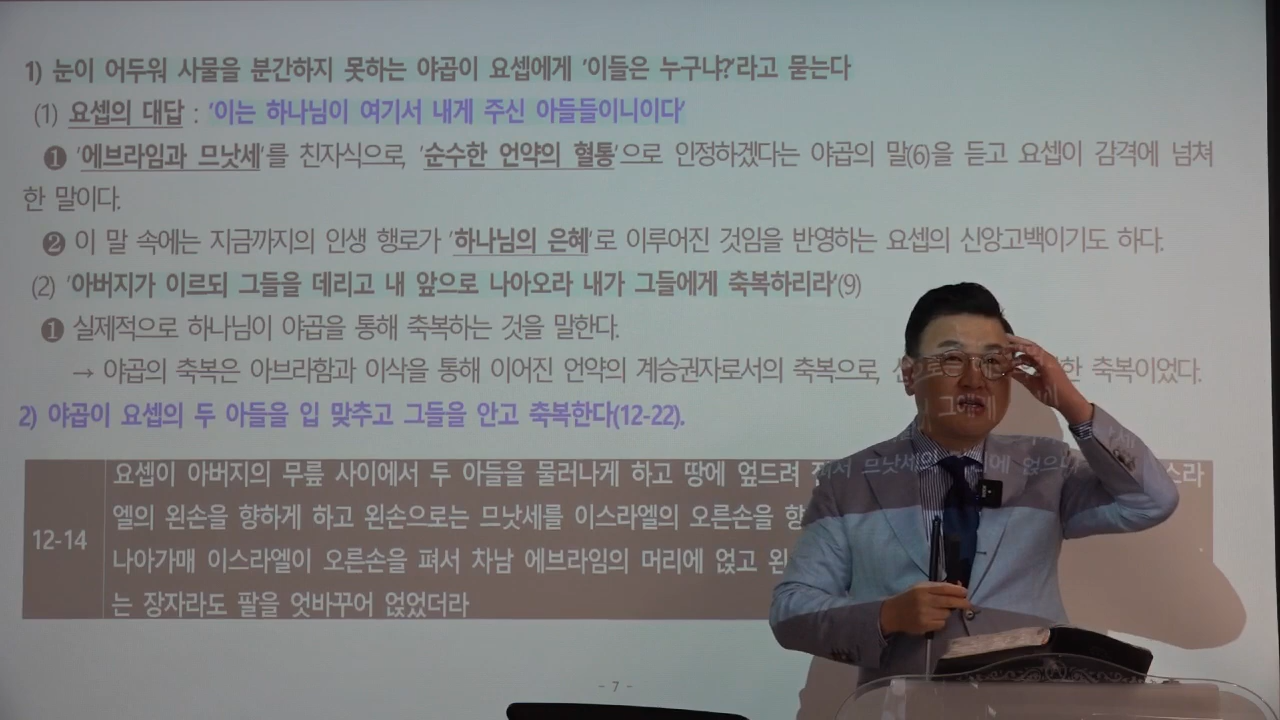 1) 눈이 어두워 사물을 분간하지 못하는 야곱이 요셉에게 '이들은 누구냐?'라고 묻는다
(1) 요셉의 대답 : '이는 하나님이 여기서 내게 주신 아들들이니이다'
❶ '에브라임과 므낫세'를 친자식으로, '순수한 언약의 혈통'으로 인정하겠다는 야곱의 말(6)을 듣고 요셉이 감격에 넘쳐
한 말이다.
❷ 이 말 속에는 지금까지의 인생 행로가 '하나님의 은혜'로 이루어진 것임을 반영하는 요셉의 신앙고백이기도 하다.
(2) '아버지가 이르되 그들을 데리고 내 앞으로 나아오라 내가 그들에게 축복하리라'(9)
❶ 실제적으로 하나님이 야곱을 통해 축복하는 것을 말한다.
→ 야곱의 축복은 아브라함과 이삭을 통해 이어진 언약의 계승권자로서의 축복으로, 한 축복이었다.
2) 야곱이 요셉의 두 아들을 입 맞추고 그들을 안고 축복한다(12-22).
요셉이 아버지의 무릎 사이에서 두 아들을 물러나게 하고 땅에 엎드려
엘의 왼손을 향하게 하고 왼손으로는 므낫세를 이스라엘의 오른손을
12-14
나아가매 이스라엘이 오른손을 펴서 차남 에브라임의 머리에 얹고 므낫세의
는 장자라도 팔을 엇바꾸어 얹었더라
- 7 -